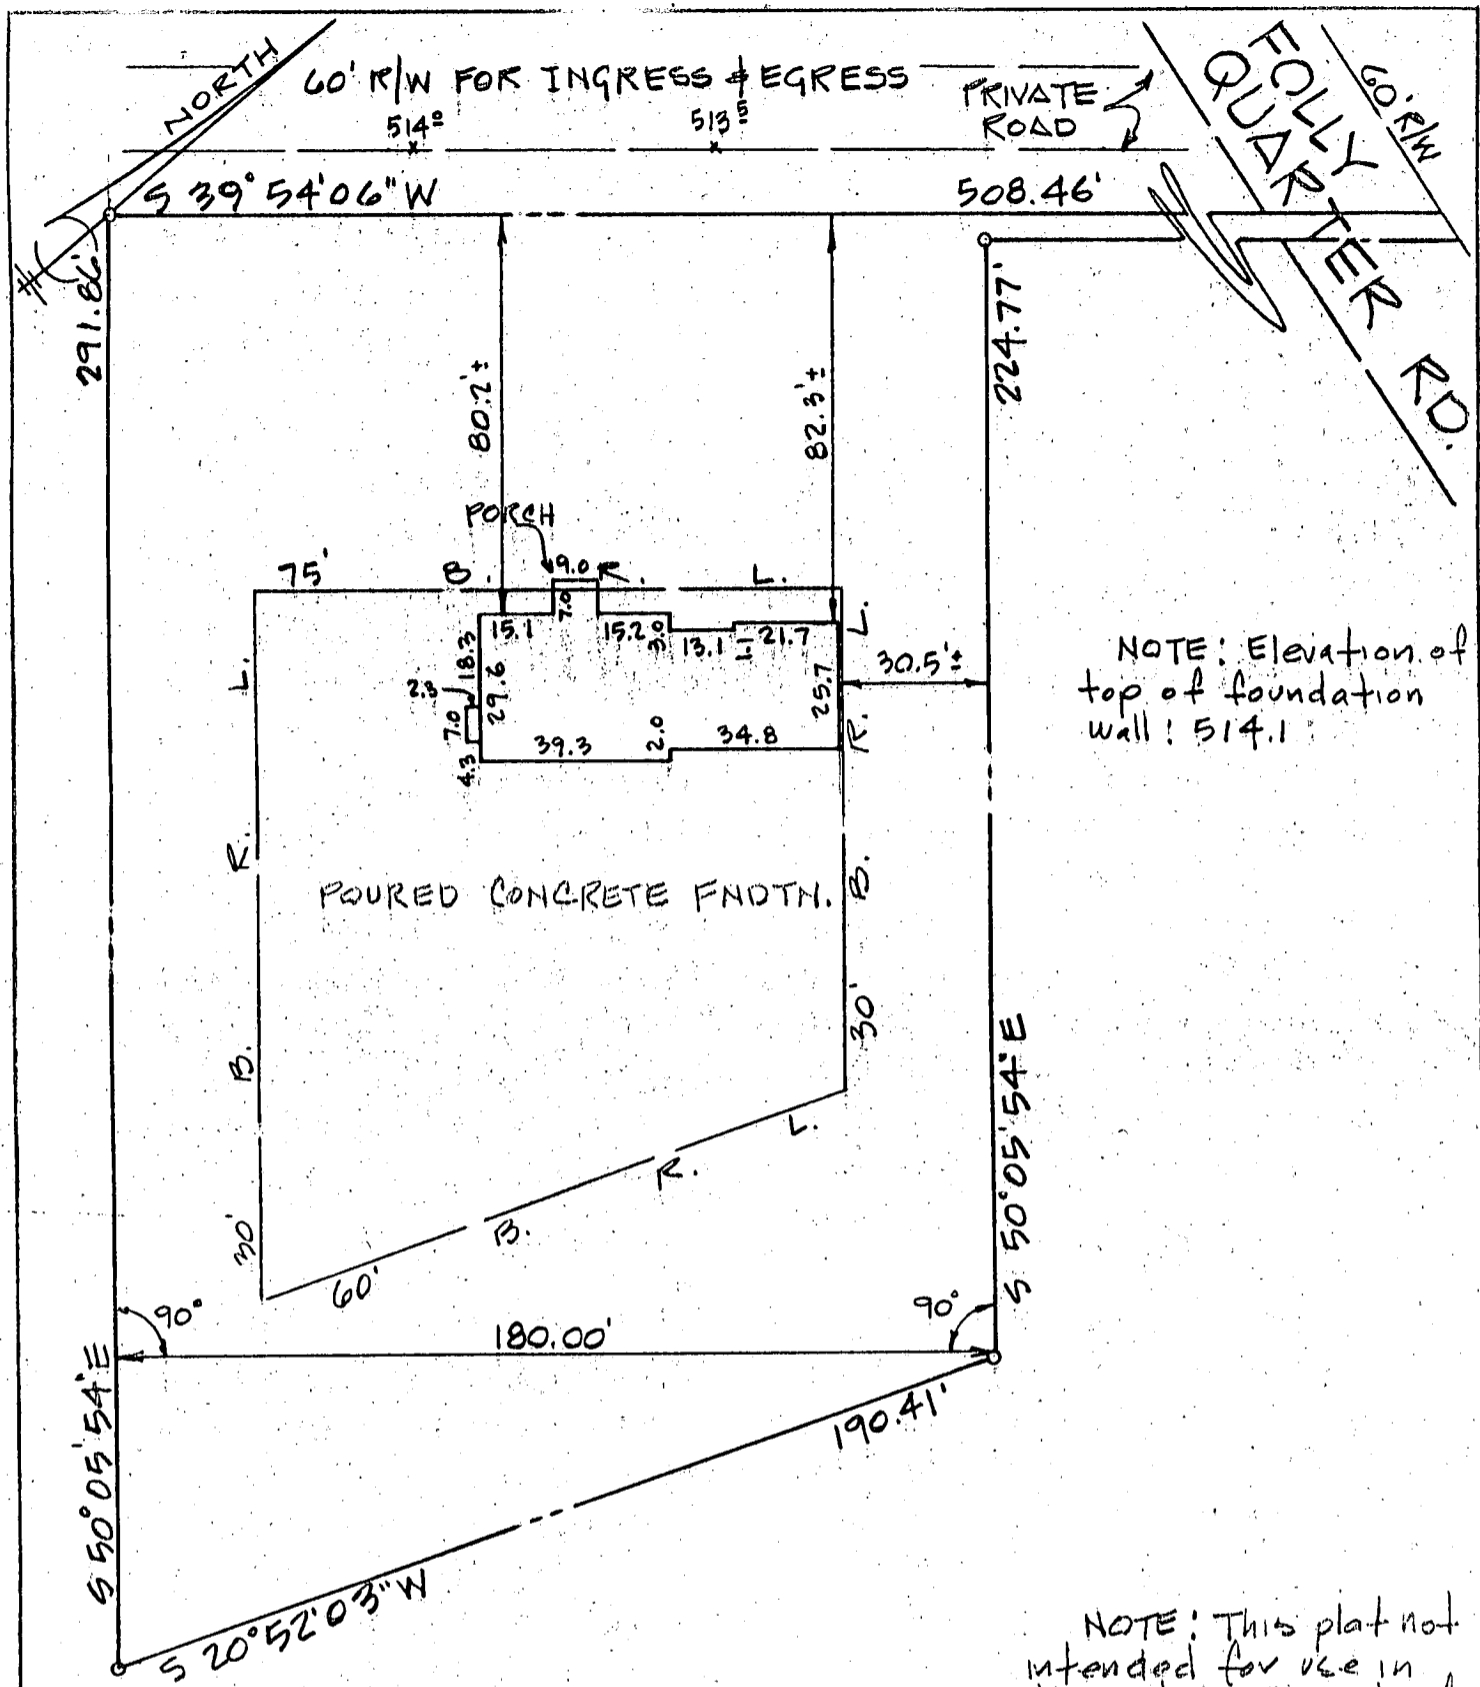 NORTH
60' R/W FOR INGRESS & EGRESS
PRIVATE
ROAD
FOLLY
QUARTER RD.
60' R/W
514⁰
513⁵
S 39° 54' 06" W
508.46'
291.86'
224.77'
80.2'±
82.3'±
PORCH
75'
B.
R.
L.
9.0
7.0
15.1
15.2
3.0
13.1
1.1
21.7
L.
R.
B.
30'
18.3
29.6
2.3
7.0
4.3
39.3
2.0
34.8
25.7
30.5'±
NOTE: Elevation of
top of foundation
wall: 514.1
L.
R.
B.
30'
POURED CONCRETE FNDTN.
60'
B.
R.
L.
90°
180.00'
90°
S 50° 05' 54" E
S 50° 05' 54" E
190.41'
S 20° 52' 03" W
NOTE: This plat not
intended for use in